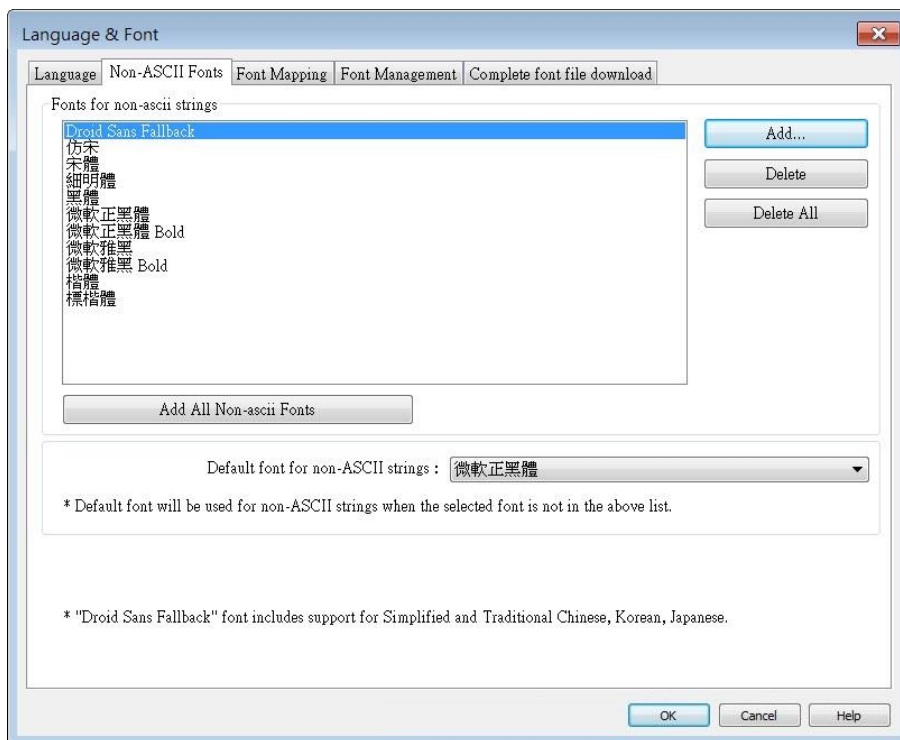 Language & Font
Language Non-ASCII Fonts Font Mapping Font Management Complete font file download
Fonts for non-ascii strings
Droid Sans Fallback
仿宋
宋體
細明體
黑體
微軟正黑體
微軟正黑體 Bold
微軟雅黑
微軟雅黑 Bold
楷體
標楷體
Add...
Delete
Delete All
Add All Non-ascii Fonts
Default font for non-ASCII strings : 微軟正黑體
* Default font will be used for non-ASCII strings when the selected font is not in the above list.
* "Droid Sans Fallback" font includes support for Simplified and Traditional Chinese, Korean, Japanese.
OK Cancel Help